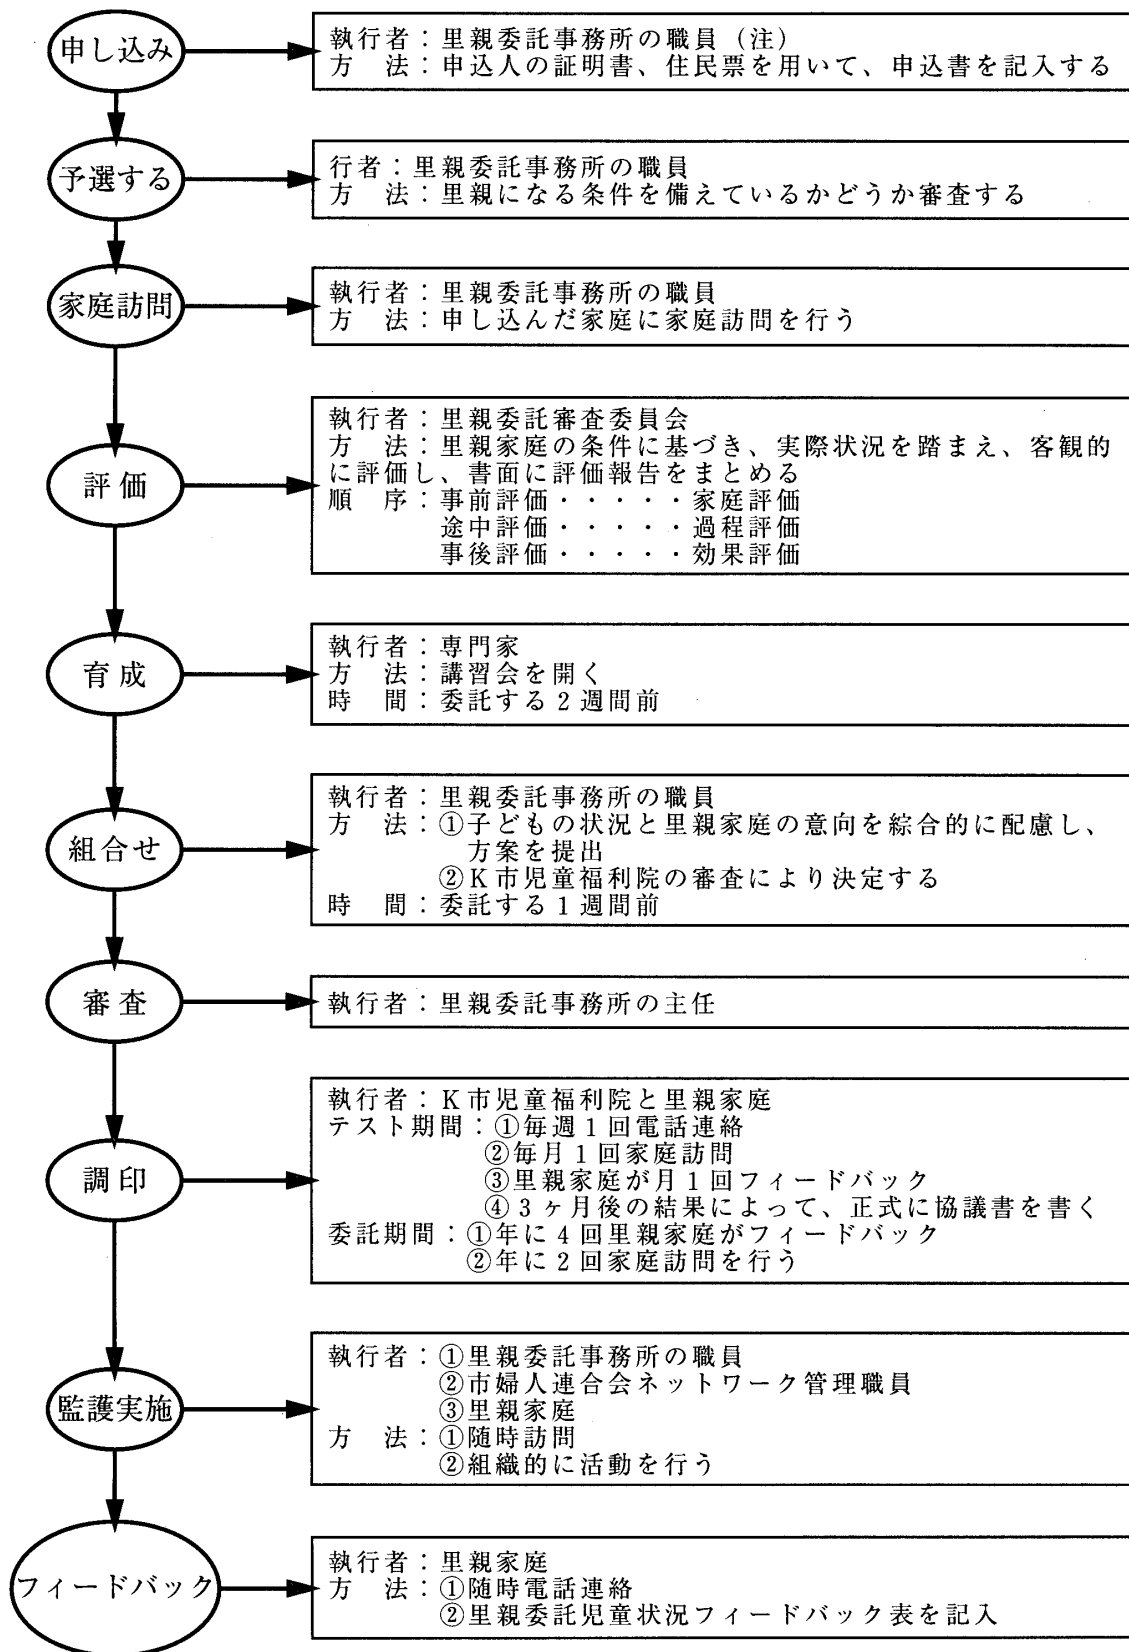 申し込み
執行者：里親委託事務所の職員（注）
方　法：申込人の証明書、住民票を用いて、申込書を記入する
予選する
行者：里親委託事務所の職員
方　法：里親になる条件を備えているかどうか審査する
家庭訪問
執行者：里親委託事務所の職員
方　法：申し込んだ家庭に家庭訪問を行う
評価
執行者：里親委託審査委員会
方　法：里親家庭の条件に基づき、実際状況を踏まえ、客観的
に評価し、書面に評価報告をまとめる
順　序：事前評価・・・・・家庭評価
途中評価・・・・・過程評価
事後評価・・・・・効果評価
育成
執行者：専門家
方　法：講習会を開く
時　間：委託する2週間前
組合せ
執行者：里親委託事務所の職員
方　法：①子どもの状況と里親家庭の意向を綜合的に配慮し、
方案を提出
②K市児童福利院の審査により決定する
時　間：委託する1週間前
審査
執行者：里親委託事務所の主任
調印
執行者：K市児童福利院と里親家庭
テスト期間：①毎週1回電話連絡
②毎月1回家庭訪問
③里親家庭が月1回フィードバック
④3ヶ月後の結果によって、正式に協議書を書く
委託期間：①年に4回里親家庭がフィードバック
②年に2回家庭訪問を行う
監護実施
執行者：①里親委託事務所の職員
②市婦人連合会ネットワーク管理職員
③里親家庭
方　法：①随時訪問
②組織的に活動を行う
フィードバック
執行者：里親家庭
方　法：①随時電話連絡
②里親委託児童状況フィードバック表を記入